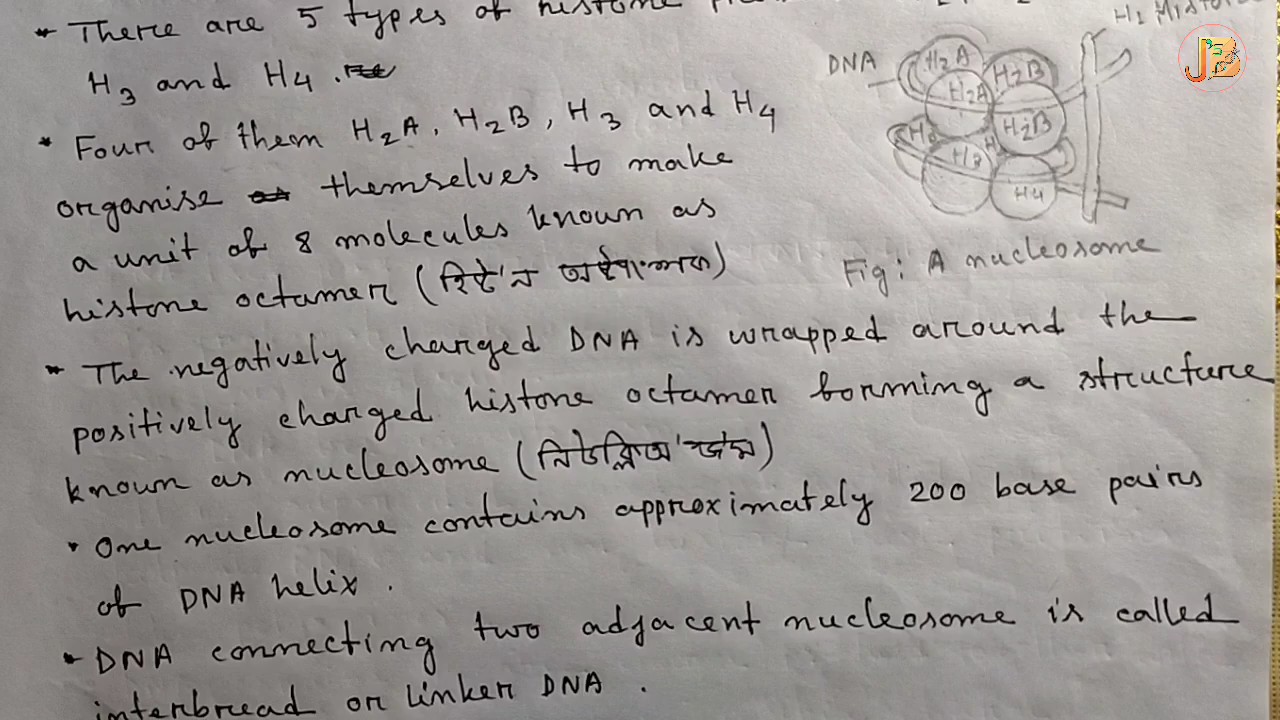 * There are 5 types of histone
H3 and H4.
* Four of them H2A, H2B, H3 and H4
organise themselves to make
a unit of 8 molecules known as
histone octamer (হিষ্ট'ন অক্টামাৰ)
* The negatively charged DNA is wrapped around the
positively charged histone octamer forming a structure
known as nucleosome (নিউক্লিঅ'জম)
* One nucleosome contains approximately 200 base pairs
of DNA helix.
* DNA connecting two adjacent nucleosome is called
interbread or linker DNA.
H1 Histone
DNA
H2A
H2B
H2A
H2B
H3
H4
Fig: A nucleosome